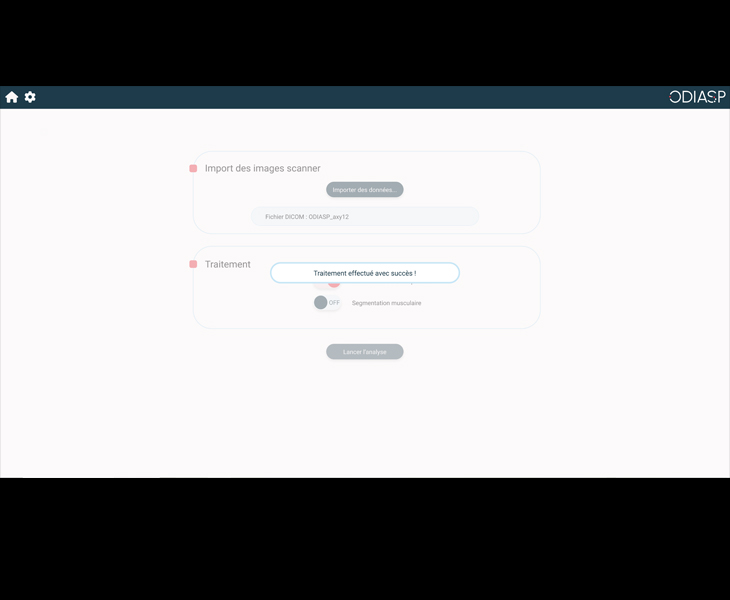 ODIASP
Import des images scanner
Importer des données...
Fichier DICOM : ODIASP_axy12
Traitement
Traitement effectué avec succès !
OFF
Segmentation musculaire
Lancer l'analyse